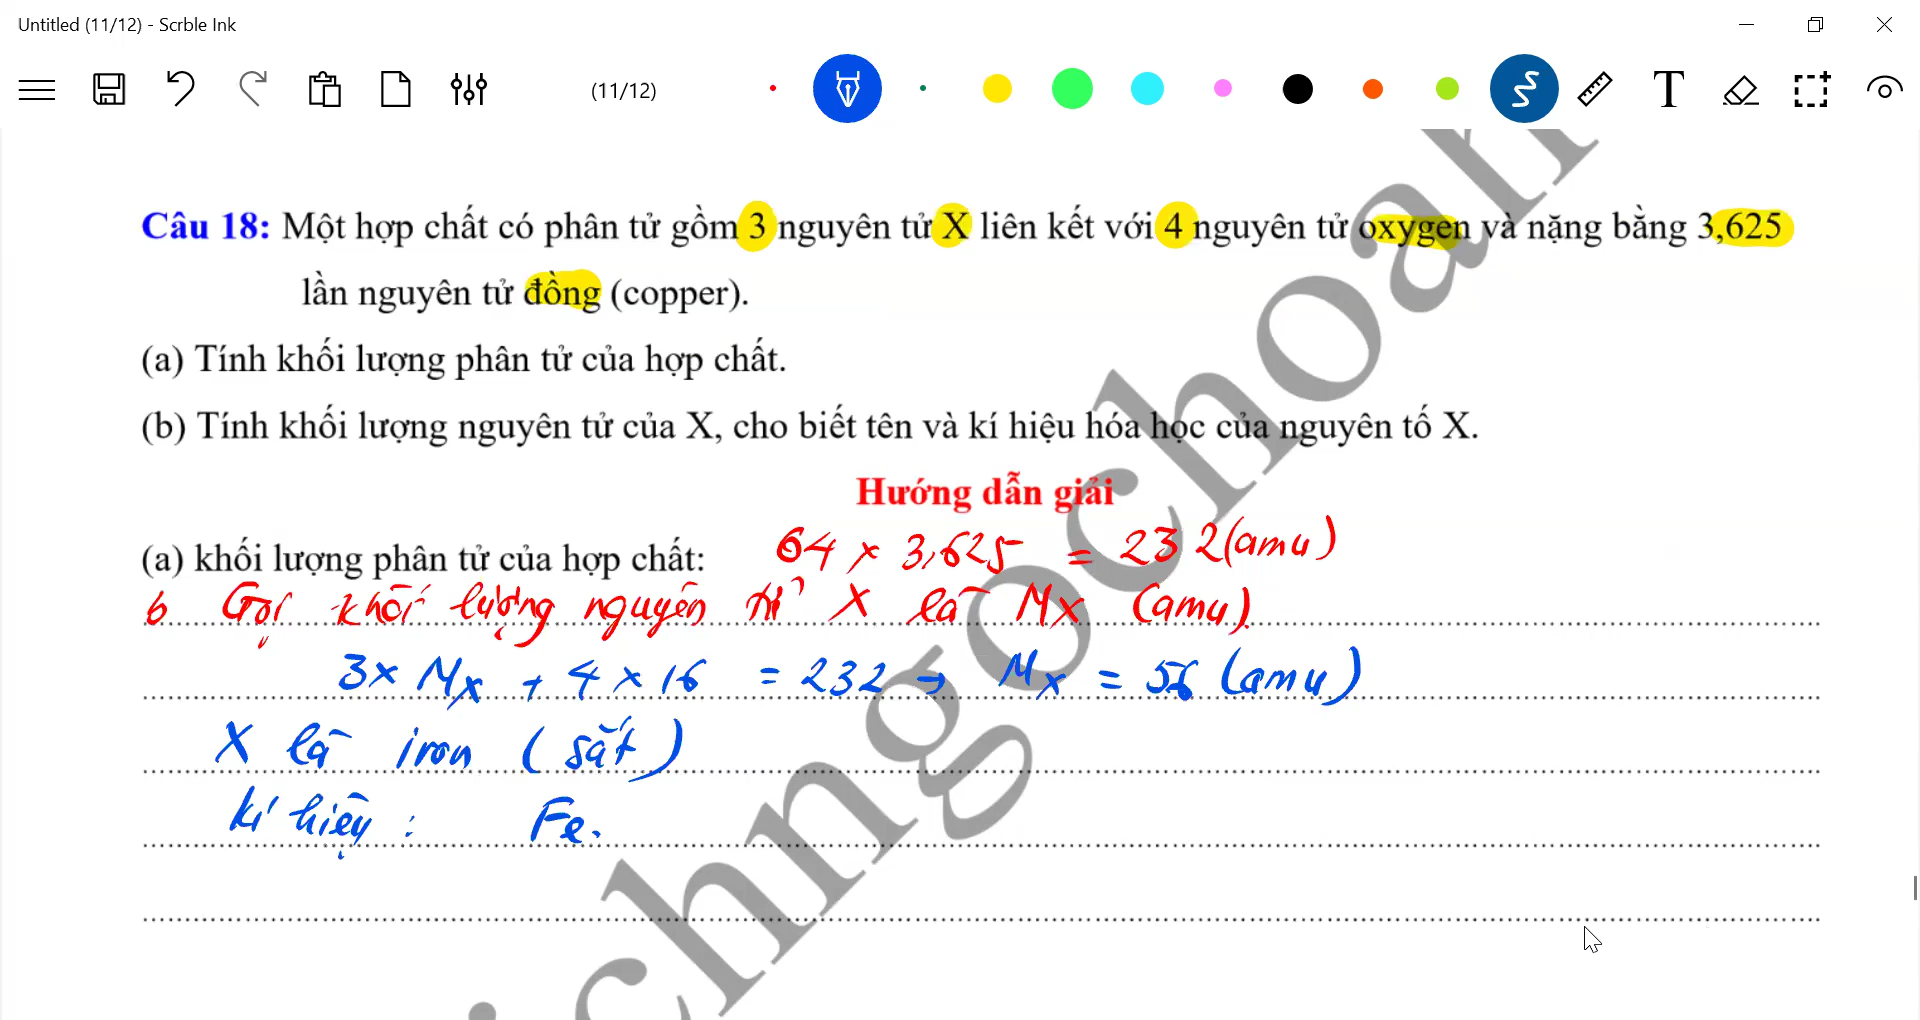 Untitled (11/12) - Scrble Ink
(11/12)
T
Câu 18: Một hợp chất có phân tử gồm 3 nguyên tử X liên kết với 4 nguyên tử oxygen và nặng bằng 3,625
lần nguyên tử đồng (copper).
(a) Tính khối lượng phân tử của hợp chất.
(b) Tính khối lượng nguyên tử của X, cho biết tên và kí hiệu hóa học của nguyên tố X.
Hướng dẫn giải
(a) khối lượng phân tử của hợp chất: 64 x 3,625 = 232 (amu)
b Gọi khối lượng nguyên tử X là Mx (amu).
3 x Mx + 4 x 16 = 232 → Mx = 56 (amu)
X là iron (sắt)
kí hiệu : Fe.
chngochoan